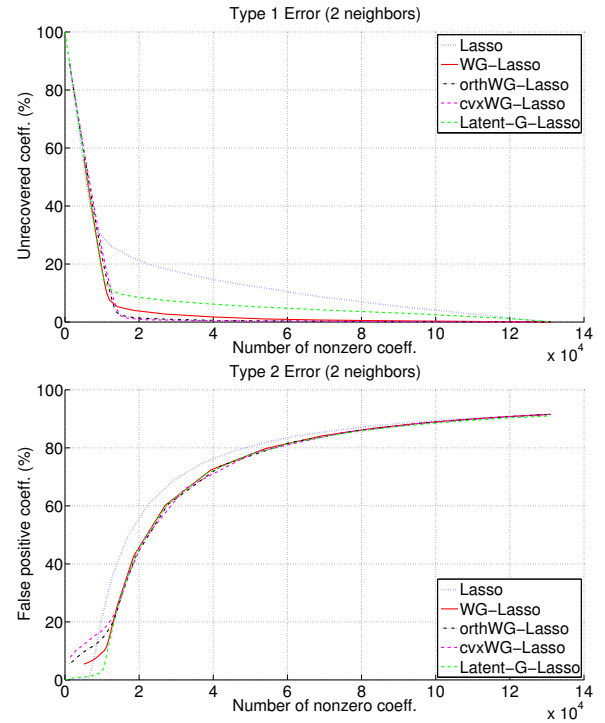 Type 1 Error (2 neighbors)
Unrecovered coeff. (%)
100
80
60
40
20
0
Lasso
WG−Lasso
orthWG−Lasso
cvxWG−Lasso
Latent−G−Lasso
0 2 4 6 8 10 12 14
x 10^4
Number of nonzero coeff.
Type 2 Error (2 neighbors)
False positive coeff. (%)
100
80
60
40
20
0
Lasso
WG−Lasso
orthWG−Lasso
cvxWG−Lasso
Latent−G−Lasso
0 2 4 6 8 10 12 14
x 10^4
Number of nonzero coeff.